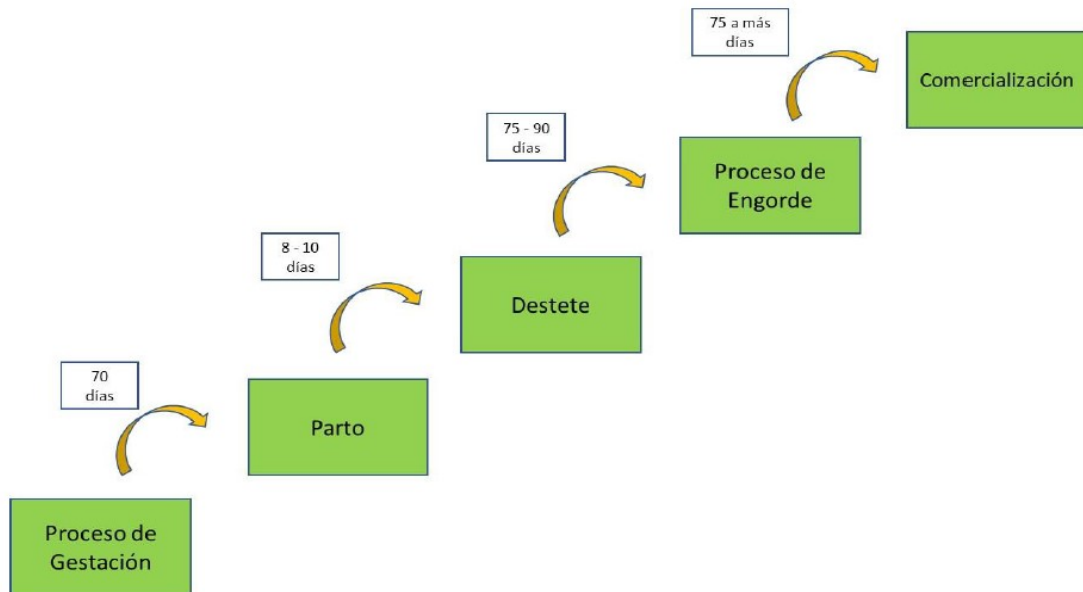 75 a más
días
Comercialización
75 - 90
días
Proceso de
Engorde
8 - 10
días
Destete
70
días
Parto
Proceso de
Gestación